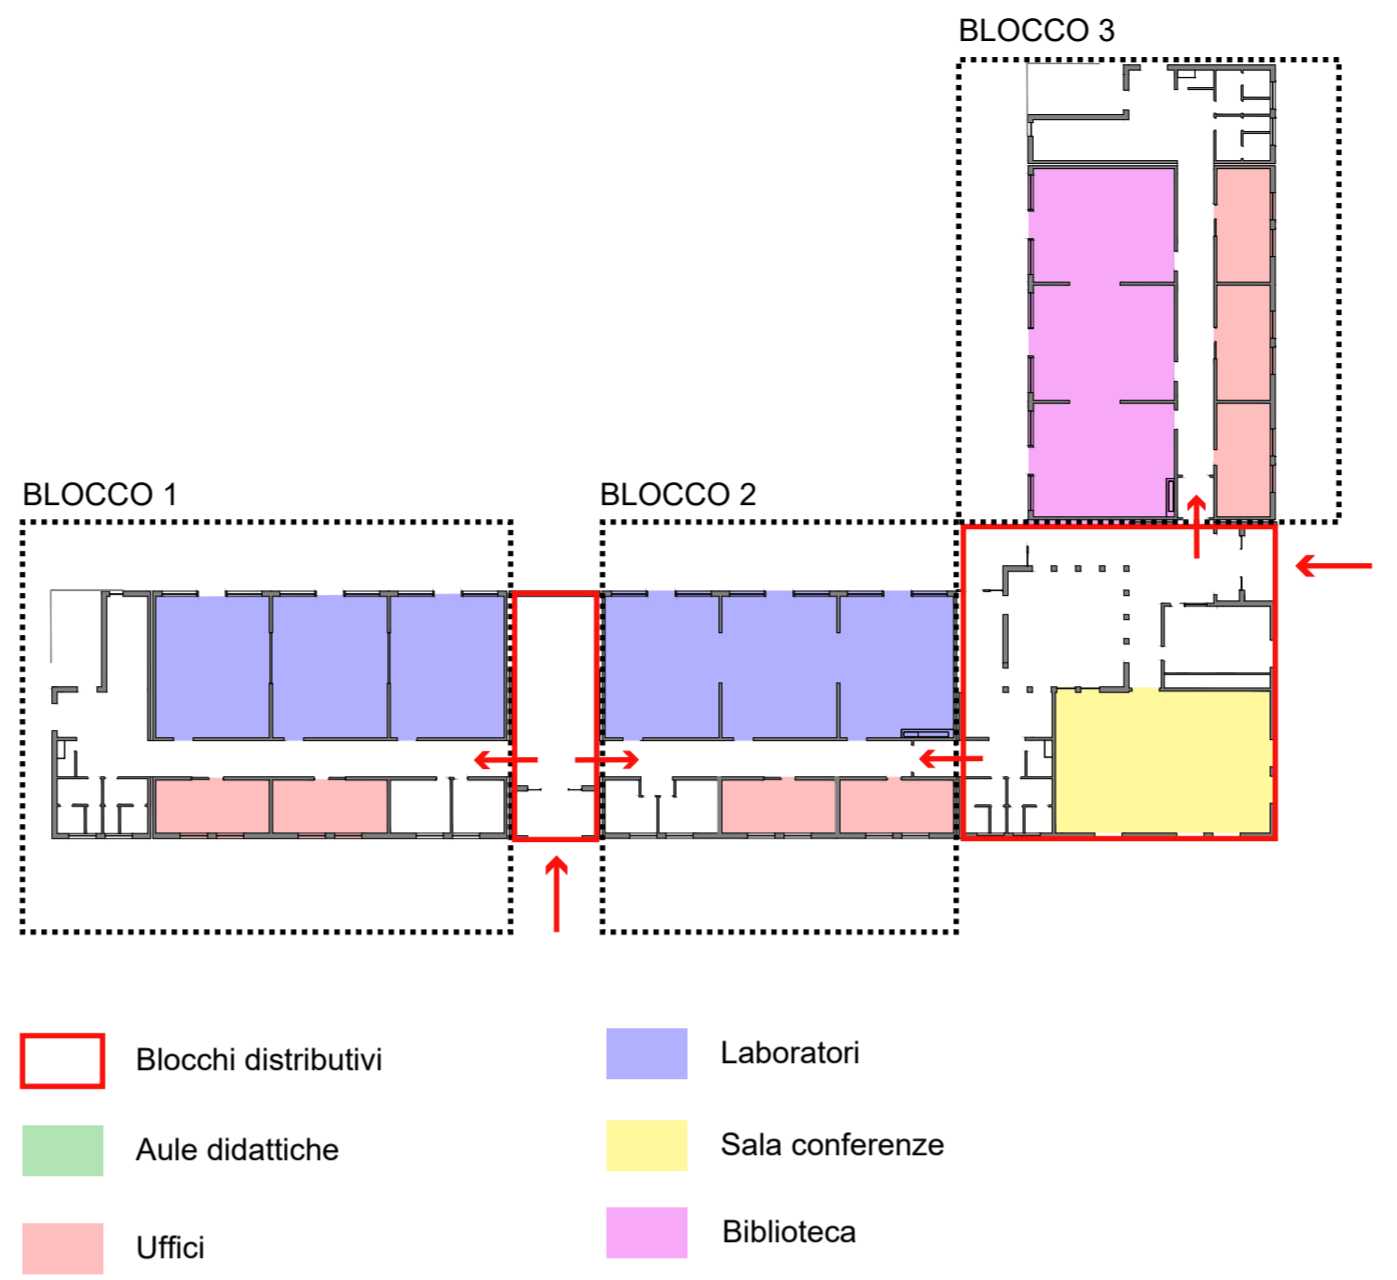 BLOCCO 3
BLOCCO 1
BLOCCO 2
Blocchi distributivi
Laboratori
Aule didattiche
Sala conferenze
Uffici
Biblioteca